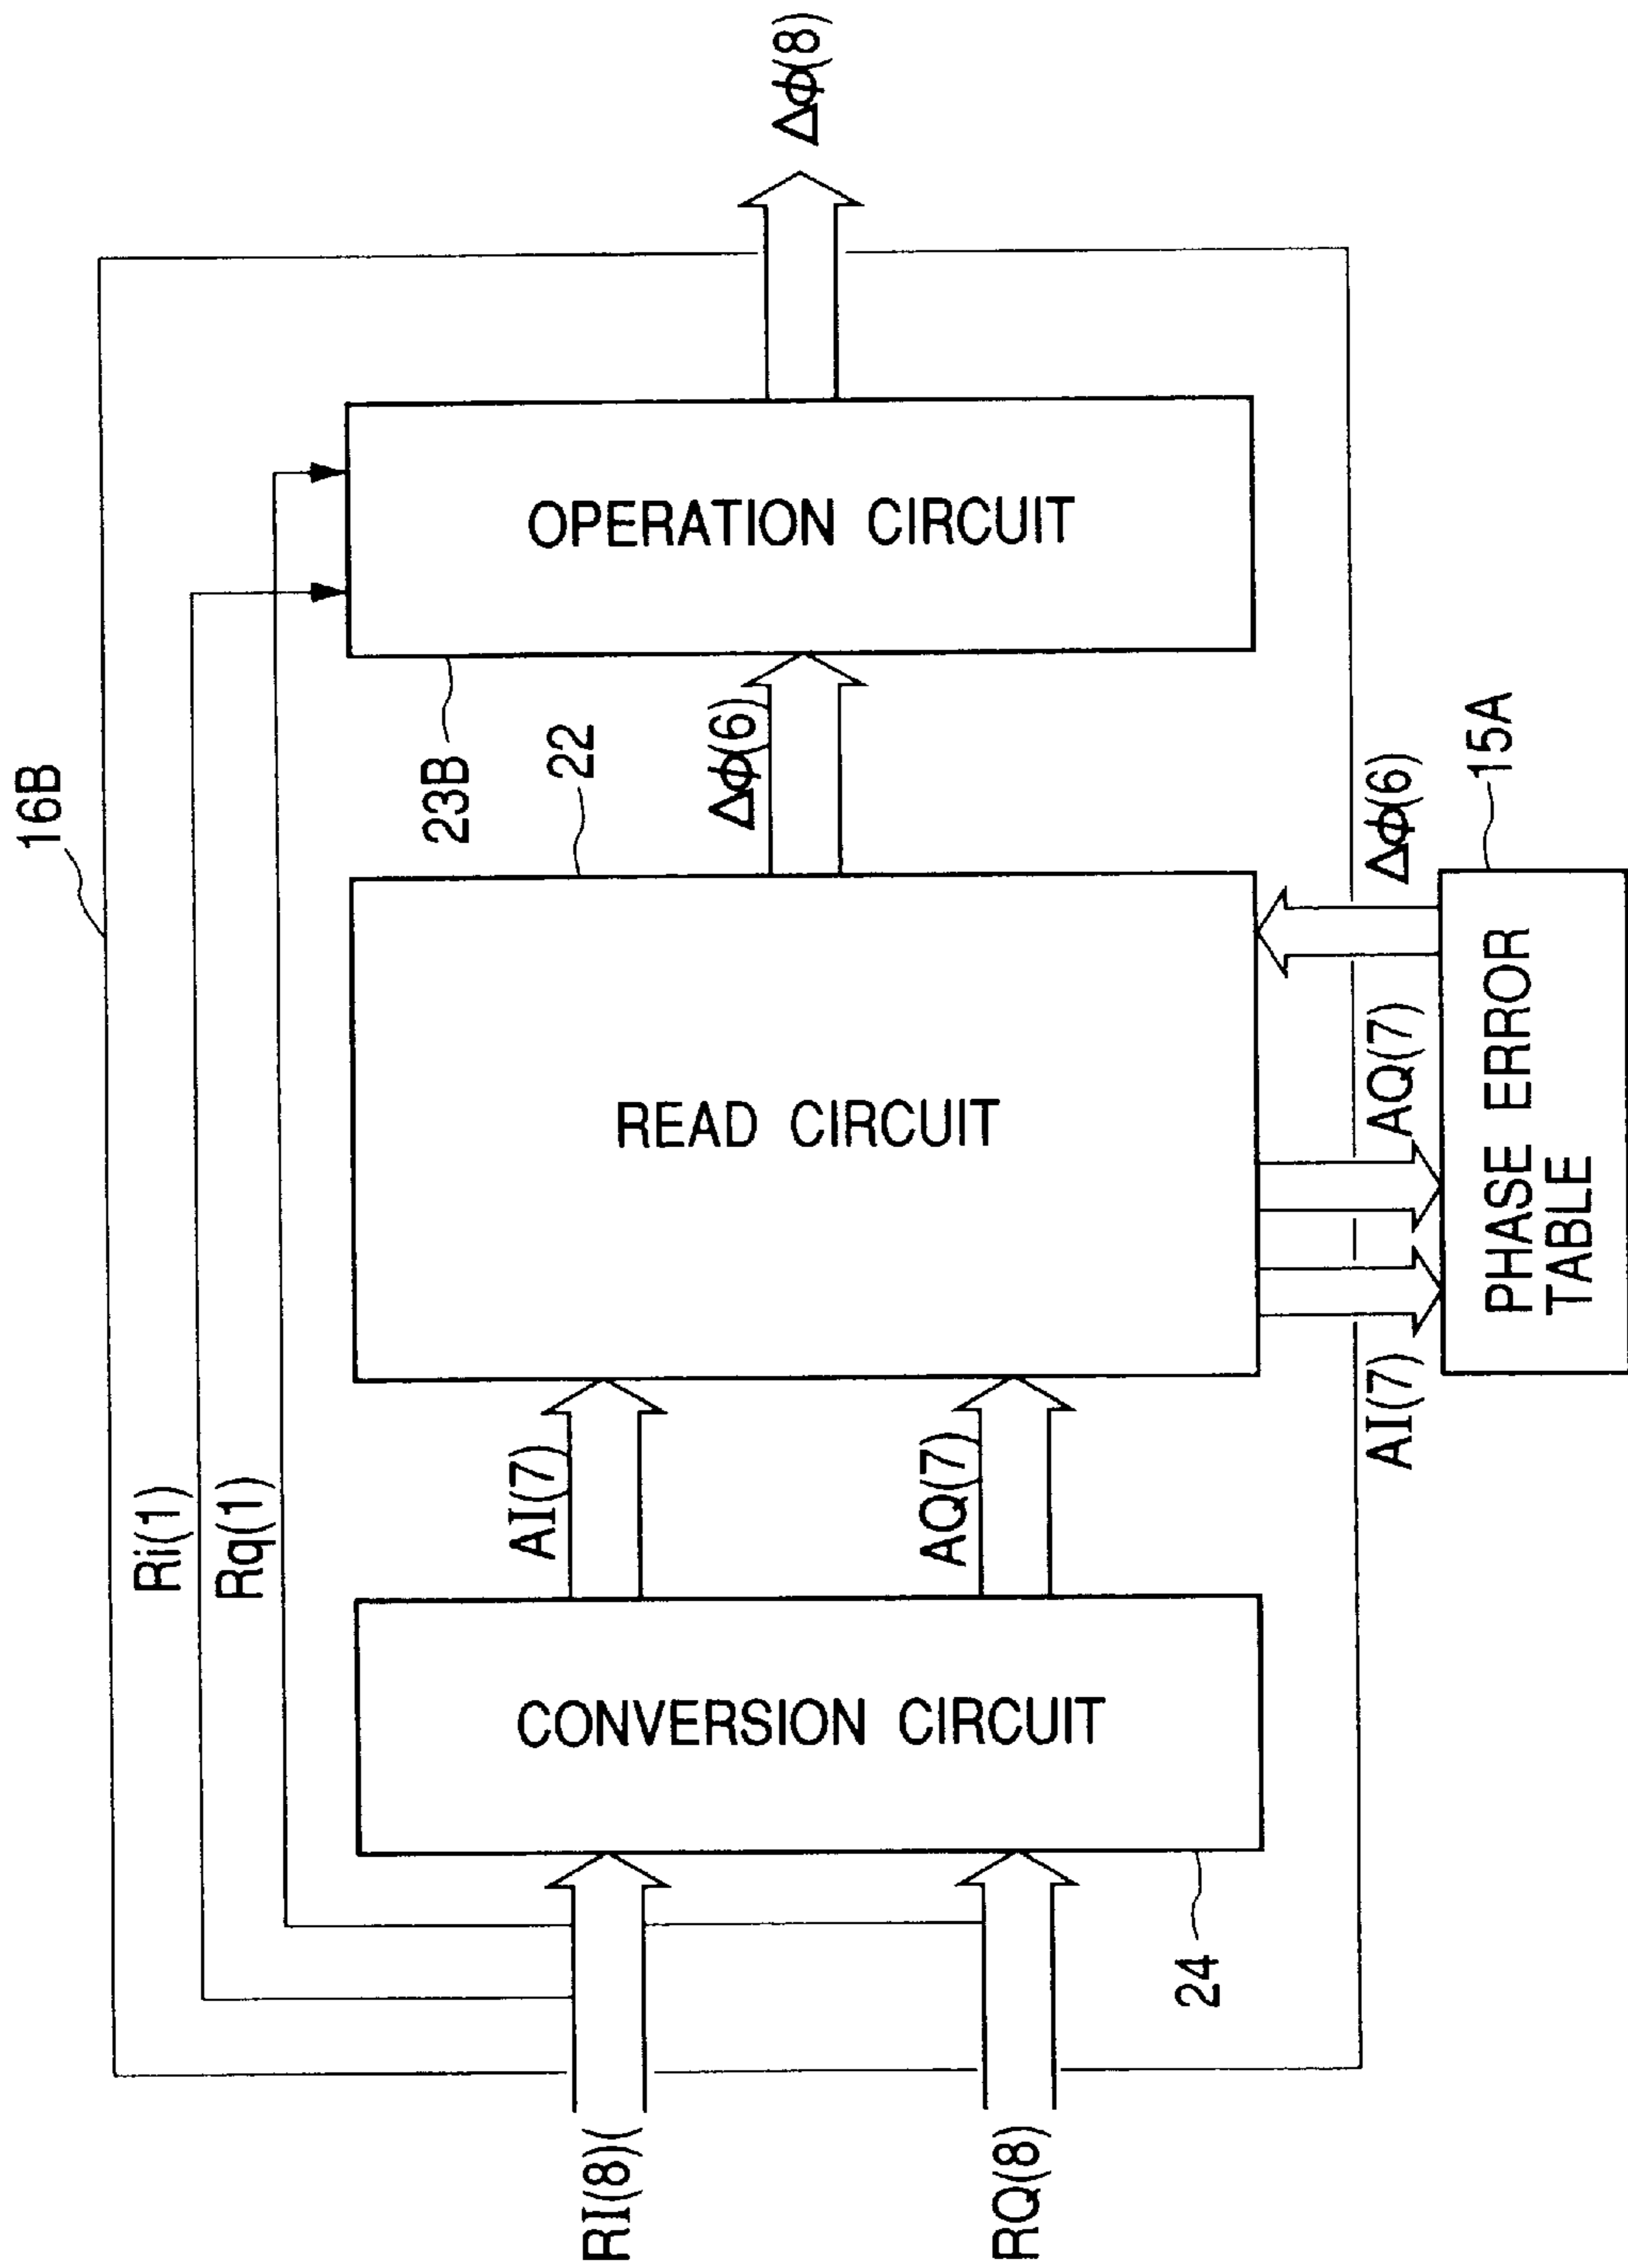 16B
Ri(1)
Rq(1)
RI(8)(
RQ(8)
24
CONVERSION CIRCUIT
AI(7)
AQ(7)
READ CIRCUIT
22
Δϕ(6)
23B
OPERATION CIRCUIT
Δϕ(8)
AI(7)
AQ(7)
Δϕ(6)
15A
PHASE ERROR
TABLE